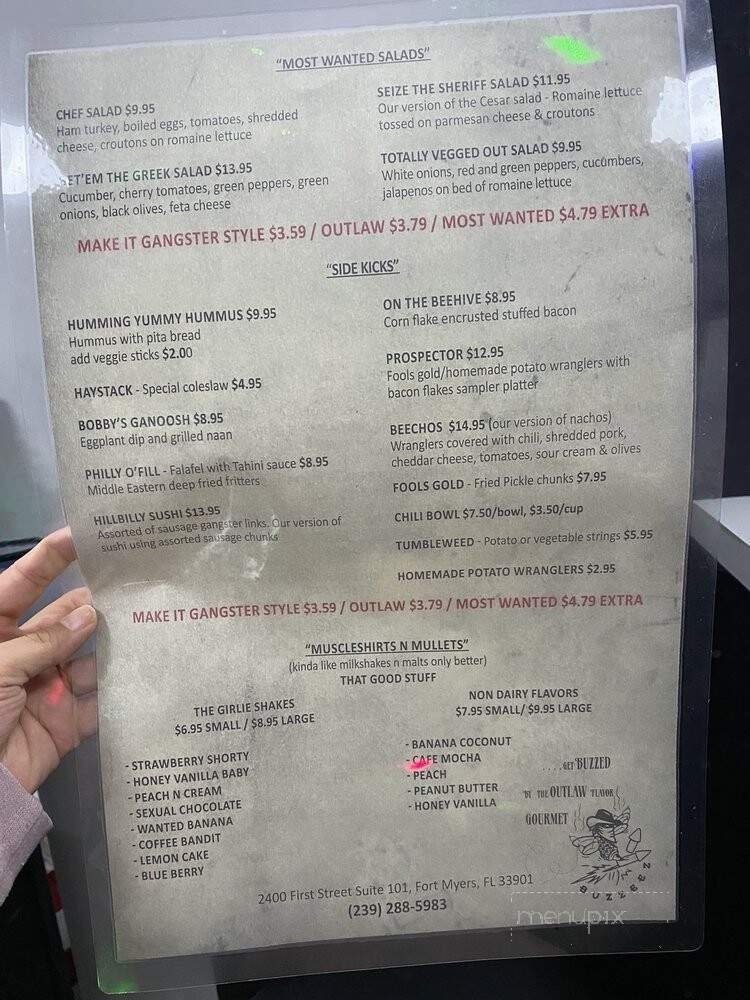 "MOST WANTED SALADS"
CHEF SALAD $9.95
Ham turkey, boiled eggs, tomatoes, shredded
cheese, croutons on romaine lettuce
ET'EM THE GREEK SALAD $13.95
Cucumber, cherry tomatoes, green peppers, green
onions, black olives, feta cheese
SEIZE THE SHERIFF SALAD $11.95
Our version of the Cesar salad - Romaine lettuce
tossed on parmesan cheese & croutons
TOTALLY VEGGED OUT SALAD $9.95
White onions, red and green peppers, cucumbers,
jalapenos on bed of romaine lettuce
MAKE IT GANGSTER STYLE $3.59 / OUTLAW $3.79 / MOST WANTED $4.79 EXTRA
"SIDE KICKS"
HUMMING YUMMY HUMMUS $9.95
Hummus with pita bread
add veggie sticks $2.00
HAYSTACK - Special coleslaw $4.95
BOBBY'S GANOOSH $8.95
Eggplant dip and grilled naan
PHILLY O'FILL - Falafel with Tahini sauce $8.95
Middle Eastern deep fried fritters
HILLBILLY SUSHI $13.95
Assorted of sausage gangster links. Our version of
sushi using assorted sausage chunks
ON THE BEEHIVE $8.95
Corn flake encrusted stuffed bacon
PROSPECTOR $12.95
Fools gold/homemade potato wranglers with
bacon flakes sampler platter
BEECHOS $14.95 (our version of nachos)
Wranglers covered with chili, shredded pork,
cheddar cheese, tomatoes, sour cream & olives
FOOLS GOLD - Fried Pickle chunks $7.95
CHILI BOWL $7.50/bowl, $3.50/cup
TUMBLEWEED - Potato or vegetable strings $5.95
HOMEMADE POTATO WRANGLERS $2.95
MAKE IT GANGSTER STYLE $3.59 / OUTLAW $3.79 / MOST WANTED $4.79 EXTRA
"MUSCLESHIRTS N MULLETS"
(kinda like milkshakes n malts only better)
THAT GOOD STUFF
THE GIRLIE SHAKES
$6.95 SMALL / $8.95 LARGE
- STRAWBERRY SHORTY
- HONEY VANILLA BABY
- PEACH N CREAM
- SEXUAL CHOCOLATE
- WANTED BANANA
- COFFEE BANDIT
- LEMON CAKE
- BLUE BERRY
NON DAIRY FLAVORS
$7.95 SMALL/ $9.95 LARGE
- BANANA COCONUT
- CAFE MOCHA
- PEACH
- PEANUT BUTTER
- HONEY VANILLA
....GET BUZZED
BY THE OUTLAW FLAVOR
GOURMET
BUZZEEZ
2400 First Street Suite 101, Fort Myers, FL 33901
(239) 288-5983
menupix